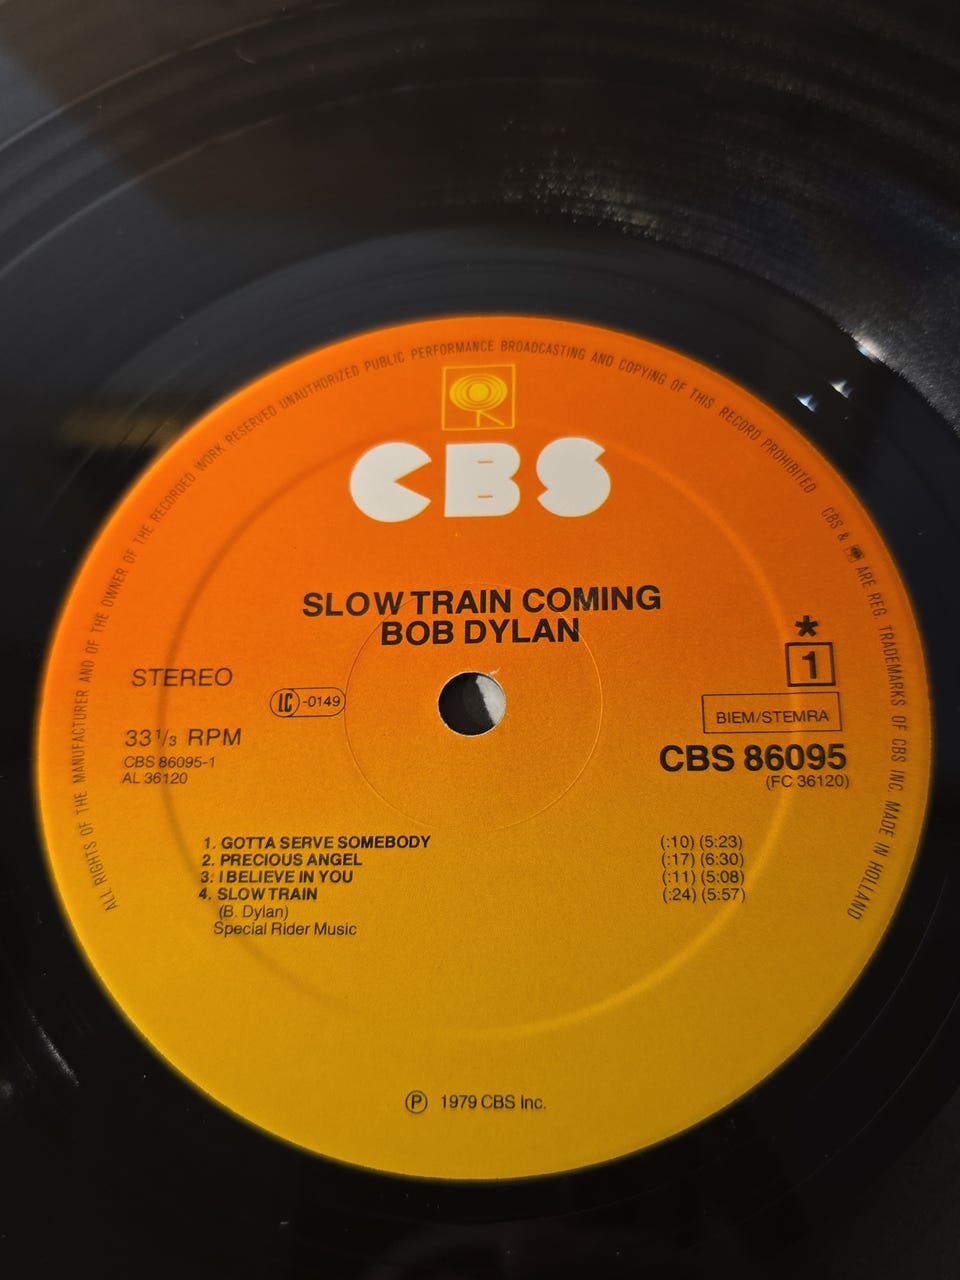 ALL RIGHTS OF THE MANUFACTURER AND OF THE OWNER OF THE RECORDED WORK RESERVED UNAUTHORIZED PUBLIC PERFORMANCE BROADCASTING AND COPYING OF THIS RECORD PROHIBITED CBS & ARE REG. TRADEMARKS OF CBS INC. MADE IN HOLLAND
CBS
SLOW TRAIN COMING
BOB DYLAN
STEREO
LC -0149
33 1/3 RPM
CBS 86095-1
AL 36120
*
1
BIEM/STEMRA
CBS 86095
(FC 36120)
1. GOTTA SERVE SOMEBODY (:10) (5:23)
2. PRECIOUS ANGEL (:17) (6:30)
3. I BELIEVE IN YOU (:11) (5:08)
4. SLOW TRAIN (:24) (5:57)
(B. Dylan)
Special Rider Music
Ⓟ 1979 CBS Inc.